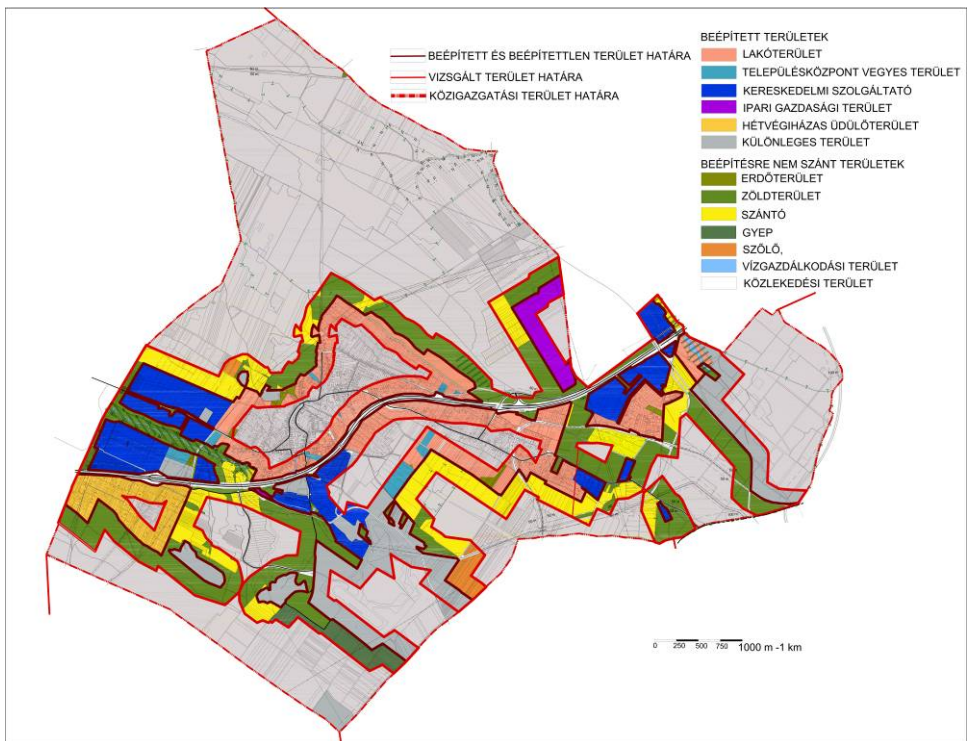 BEÉPÍTETT ÉS BEÉPÍTETTLEN TERÜLET HATÁRA
VIZSGÁLT TERÜLET HATÁRA
KÖZIGAZGATÁSI TERÜLET HATÁRA
BEÉPÍTETT TERÜLETEK
LAKÓTERÜLET
TELEPÜLÉSKÖZPONT VEGYES TERÜLET
KERESKEDELMI SZOLGÁLTATÓ
IPARI GAZDASÁGI TERÜLET
HÉTVÉGIHÁZAS ÜDÜLŐTERÜLET
KÜLÖNLEGES TERÜLET
BEÉPÍTÉSRE NEM SZÁNT TERÜLETEK
ERDŐTERÜLET
ZÖLDTERÜLET
SZÁNTÓ
GYEP
SZŐLŐ,
VÍZGAZDÁLKODÁSI TERÜLET
KÖZLEKEDÉSI TERÜLET
0 250 500 750 1000 m -1 km